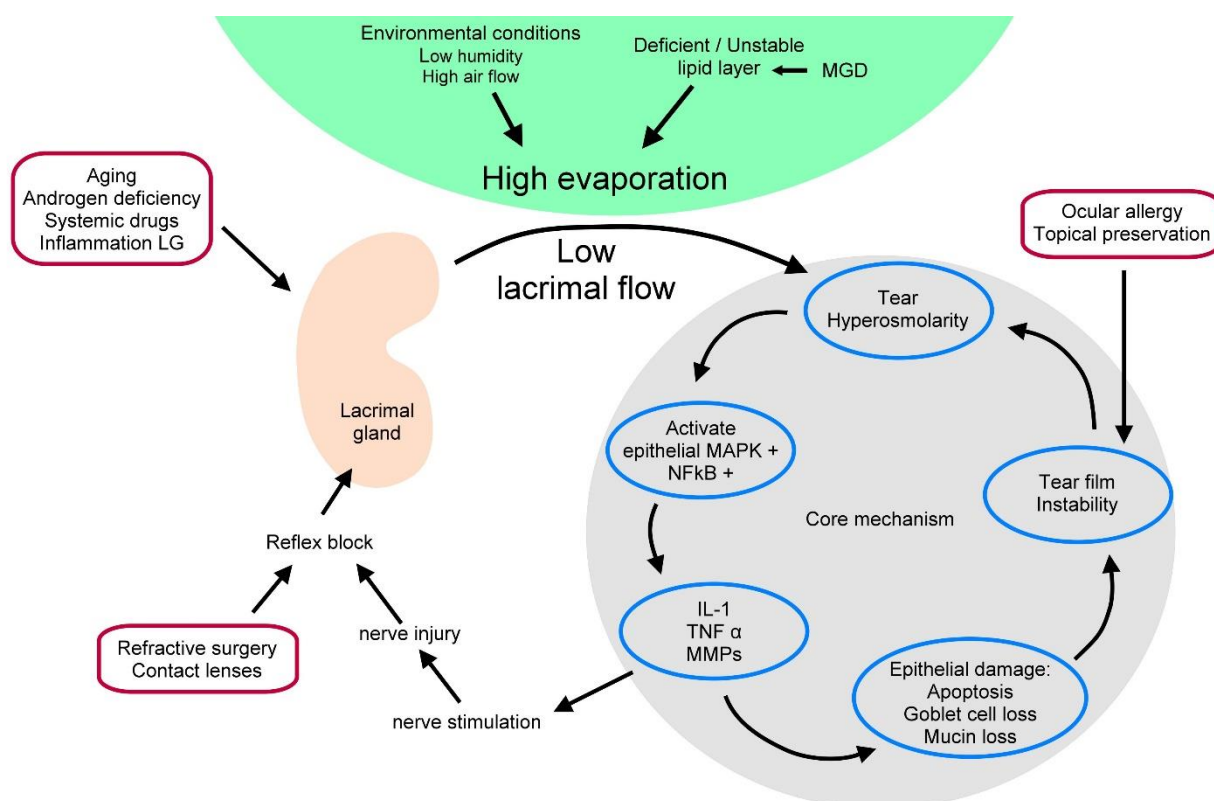 Environmental conditions
Low humidity
High air flow
Deficient / Unstable
lipid layer
MGD
High evaporation
Aging
Androgen deficiency
Systemic drugs
Inflammation LG
Low
lacrimal flow
Ocular allergy
Topical preservation
Tear
Hyperosmolarity
Lacrimal
gland
Activate
epithelial MAPK +
NFkB +
Core mechanism
Tear film
Instability
Reflex block
IL-1
TNF α
MMPs
nerve injury
Refractive surgery
Contact lenses
nerve stimulation
Epithelial damage:
Apoptosis
Goblet cell loss
Mucin loss